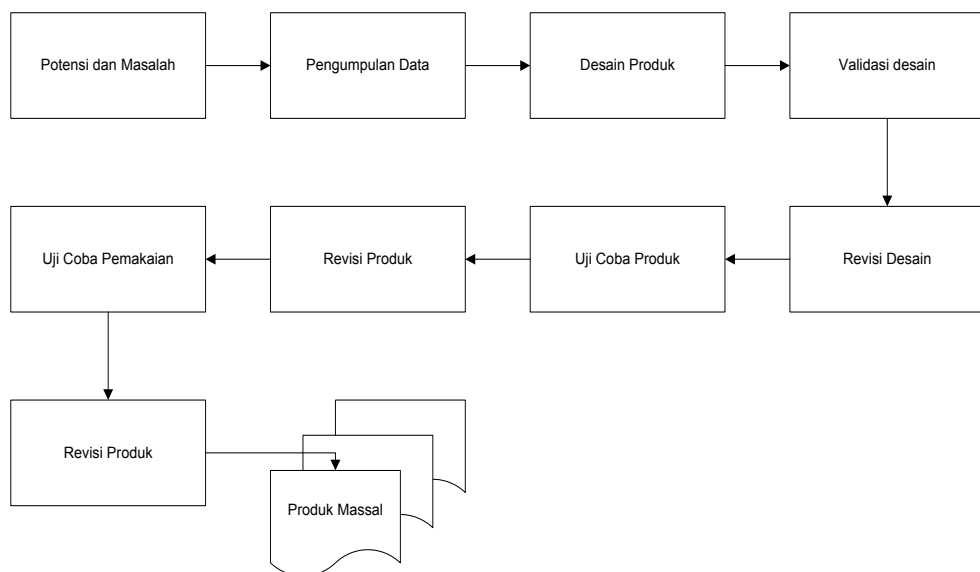 Potensi dan Masalah
Pengumpulan Data
Desain Produk
Validasi desain
Revisi Desain
Uji Coba Produk
Revisi Produk
Uji Coba Pemakaian
Revisi Produk
Produk Massal